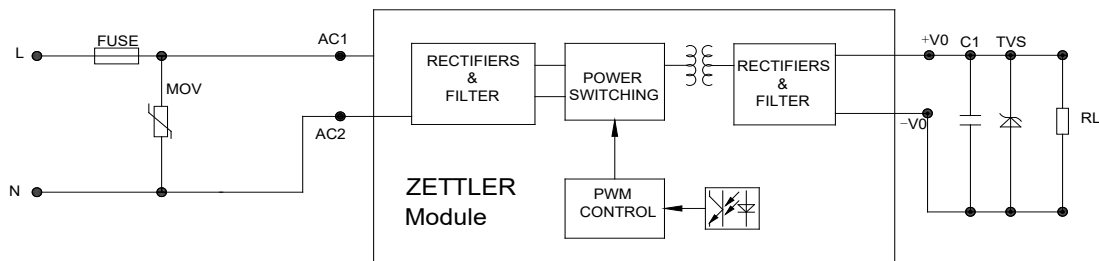 L
FUSE
AC1
MOV
AC2
N
RECTIFIERS
&
FILTER
POWER
SWITCHING
RECTIFIERS
&
FILTER
ZETTLER
Module
PWM
CONTROL
+V0
C1
TVS
−V0
RL